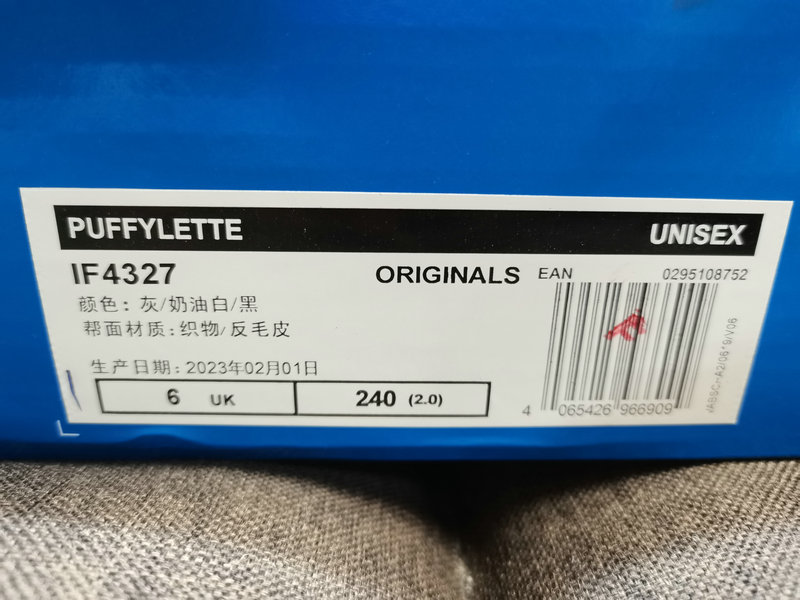 PUFFYLETTE UNISEX
IF4327 ORIGINALS EAN 0295108752
颜色: 灰/奶油白/黑
帮面材质: 织物/反毛皮
生产日期: 2023年02月01日
6 UK 240 (2.0)
4 065426 966909